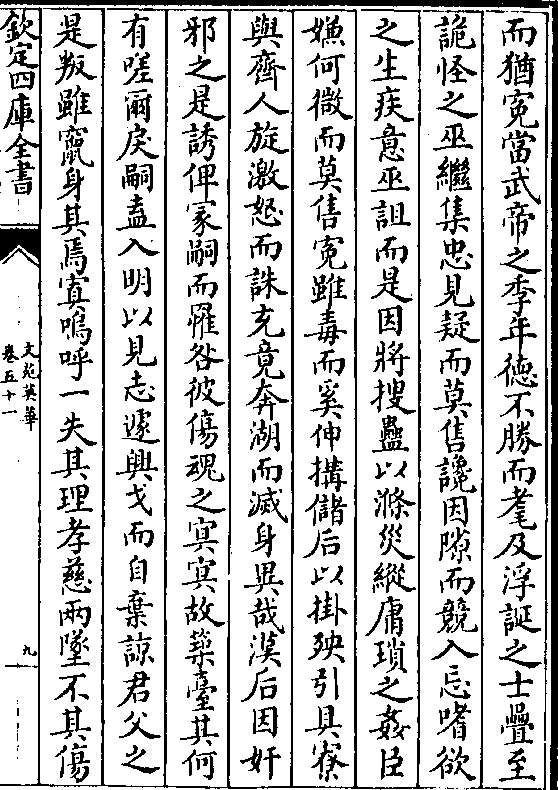 而猶寃當武帝之季年德不勝而耄及浮誕之士疊至
詭怪之巫繼集忠見疑而莫售讒因隙而競入忘嗜欲
之生疾意巫詛而是因將搜蠱以滌災縱庸瑣之姦臣
嫌何微而莫售寃雖毒而奚伸搆儲后以掛殃引具寮
與齊人旋激怒而誅充竟奔湖而滅身異哉漢后因奸
邪之是誘俾冢嗣而罹咎彼傷魂之寞寞故築臺其何
有嗟爾戾嗣盍入明以見志遽興戈而自棄諒君父之
是叛雖竄身其焉寘嗚呼一失其理孝慈兩墜不其傷
欽定四庫全書
文苑英華
卷五十一
九